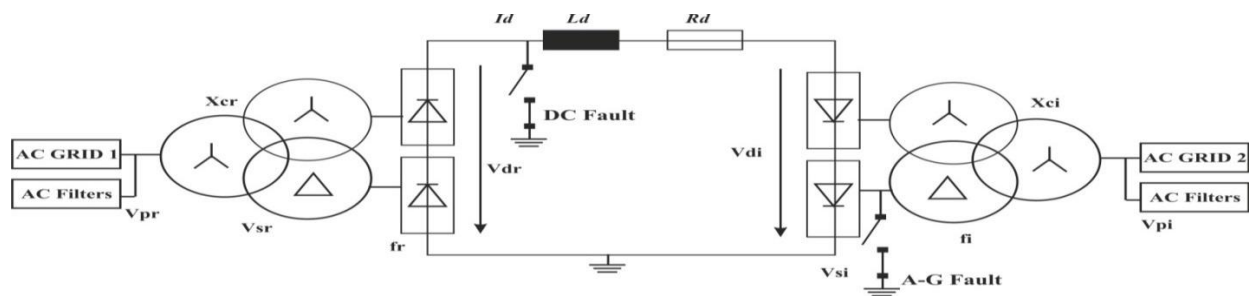 Id
Ld
Rd
Xcr
Xci
DC Fault
AC GRID 1
AC GRID 2
Vdr
Vdi
AC Filters
AC Filters
Vpr
Vsr
fr
fi
Vpi
Vsi
A-G Fault